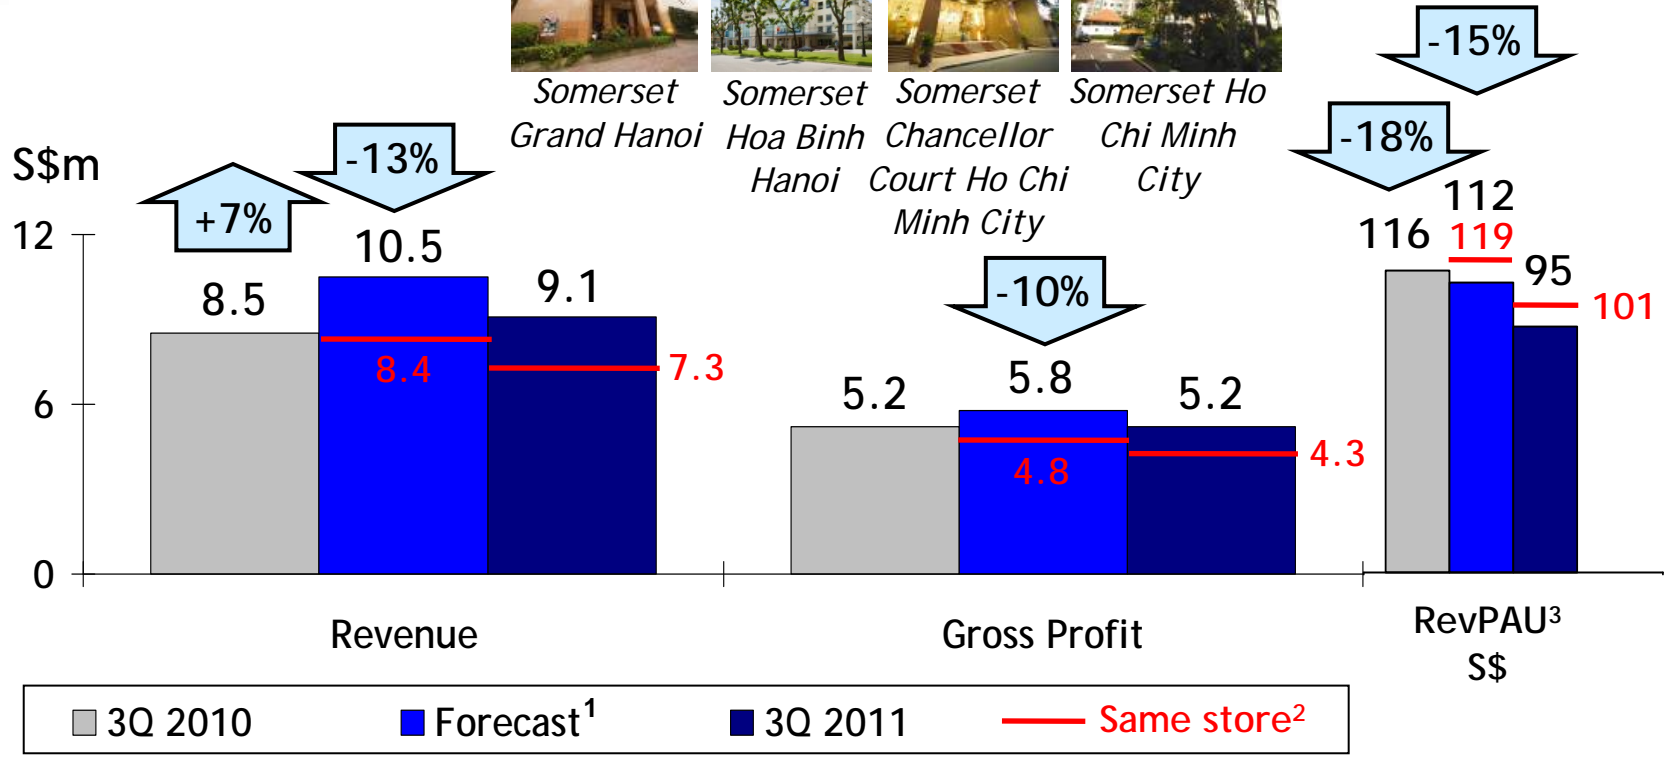 -15%
Somerset
Grand Hanoi
Somerset
Hoa Binh
Hanoi
Somerset
Chancellor
Court Ho Chi
Minh City
Somerset Ho
Chi Minh
City
S$m
-13%
-18%
+7%
112
12
10.5
116
119
8.5
9.1
-10%
95
101
8.4
7.3
6
5.2
5.8
5.2
4.8
4.3
0
Revenue
Gross Profit
RevPAU³
S$
3Q 2010
Forecast¹
3Q 2011
Same store²